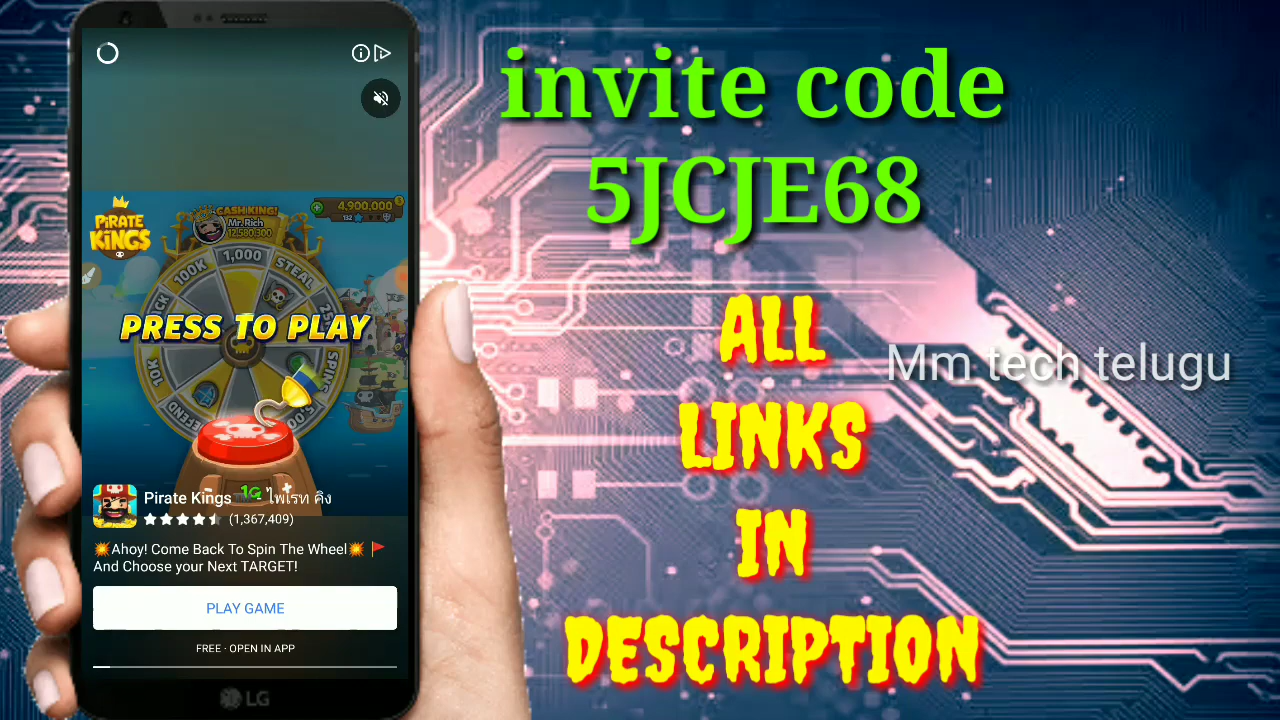 invite code
5JCJE68
ALL
LINKS
IN
DESCRIPTION
Mm tech telugu
PiRATE
KiNGS
CASH KING!
Mr. Rich
12,580,300
4,900,000
132
100K
1,000
STEAL
PRESS TO PLAY
10K
SPINS
Pirate Kings
ไพเรท คิง
(1,367,409)
💥Ahoy! Come Back To Spin The Wheel💥 🚩
And Choose your Next TARGET!
PLAY GAME
FREE · OPEN IN APP
LG